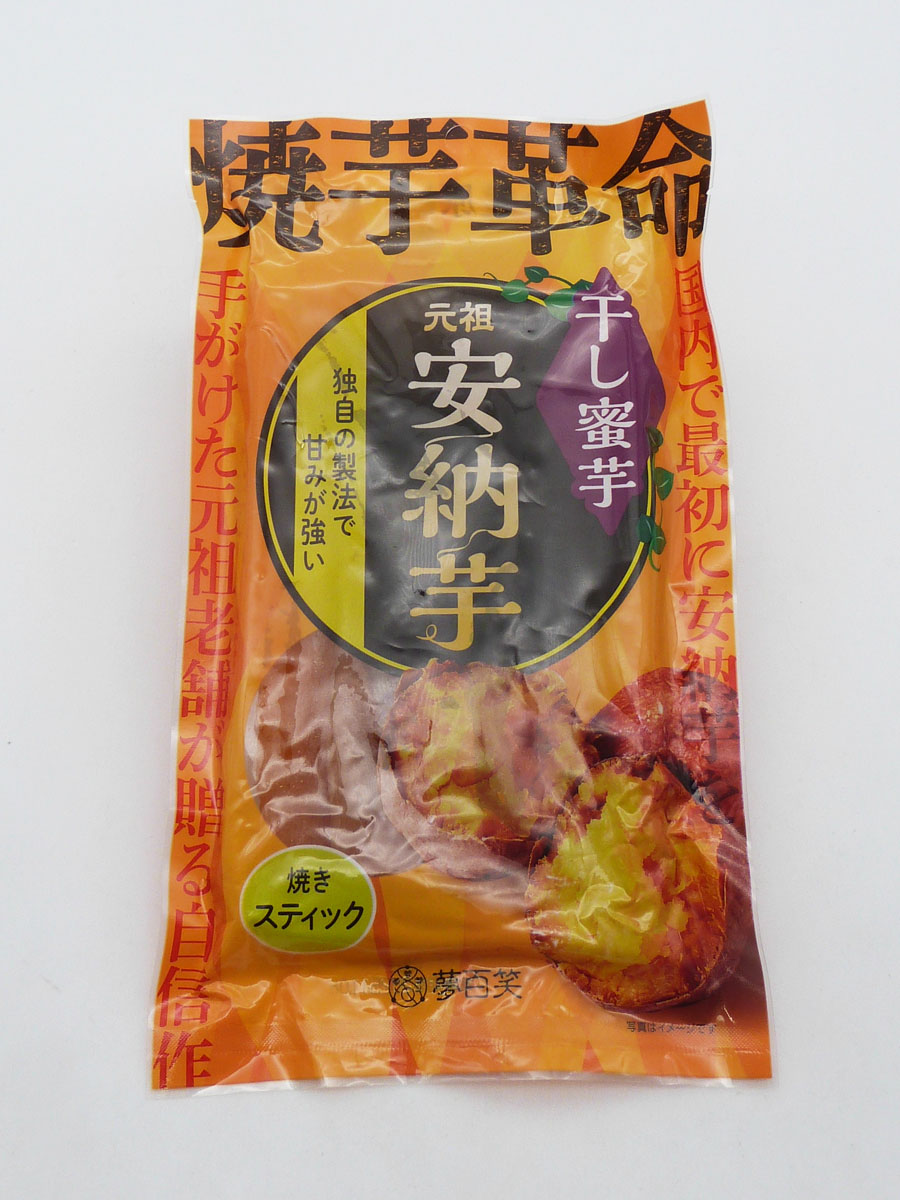 焼芋革命
国内で最初に安納芋を
手がけた元祖老舗が贈る自信作
干し蜜芋
元祖
安納芋
独自の製法で
甘みが強い
焼き
スティック
夢百笑
写真はイメージです